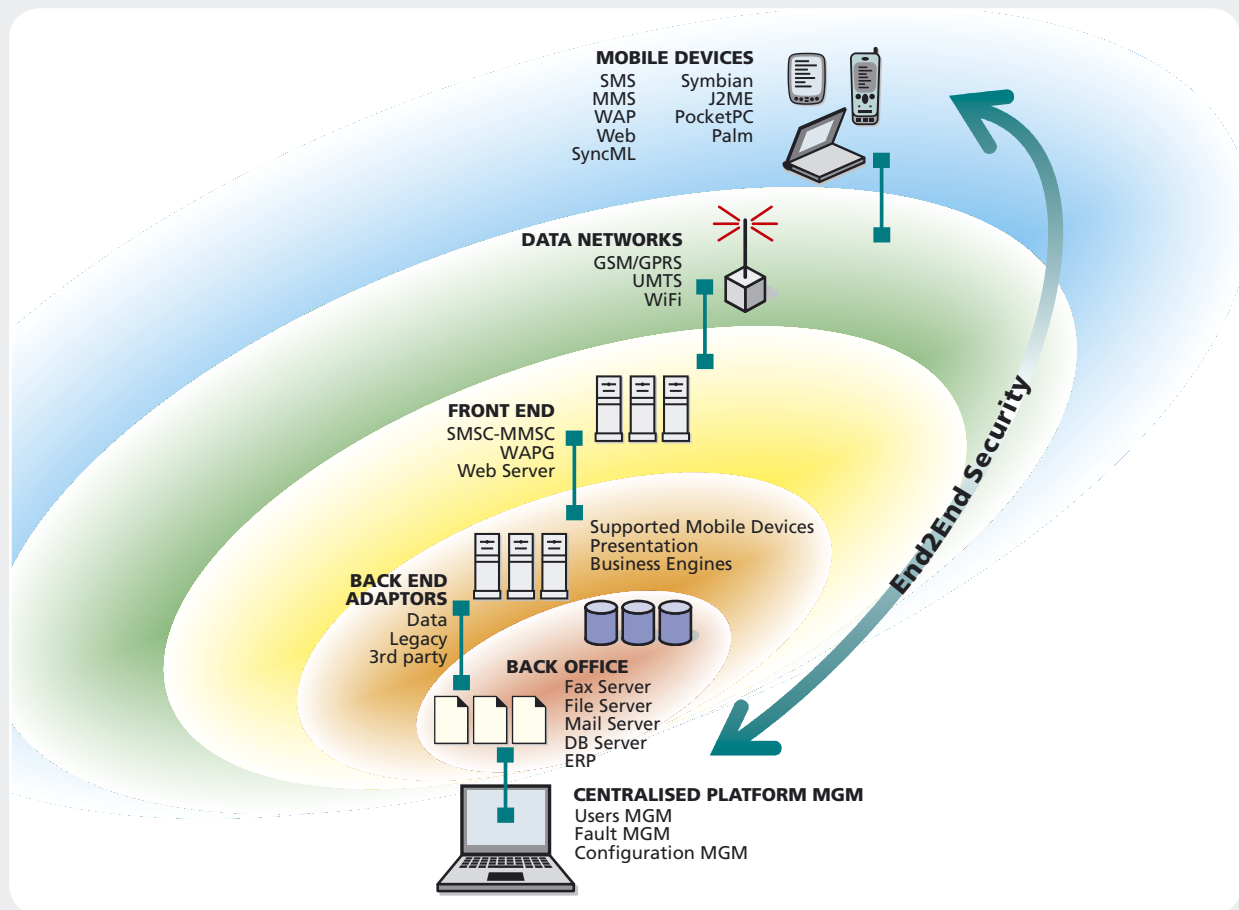 MOBILE DEVICES
SMS
MMS
WAP
Web
SyncML
Symbian
J2ME
PocketPC
Palm
DATA NETWORKS
GSM/GPRS
UMTS
WiFi
FRONT END
SMSC-MMSC
WAPG
Web Server
Supported Mobile Devices
Presentation
Business Engines
BACK END
ADAPTORS
Data
Legacy
3rd party
BACK OFFICE
Fax Server
File Server
Mail Server
DB Server
ERP
CENTRALISED PLATFORM MGM
Users MGM
Fault MGM
Configuration MGM
End2End Security